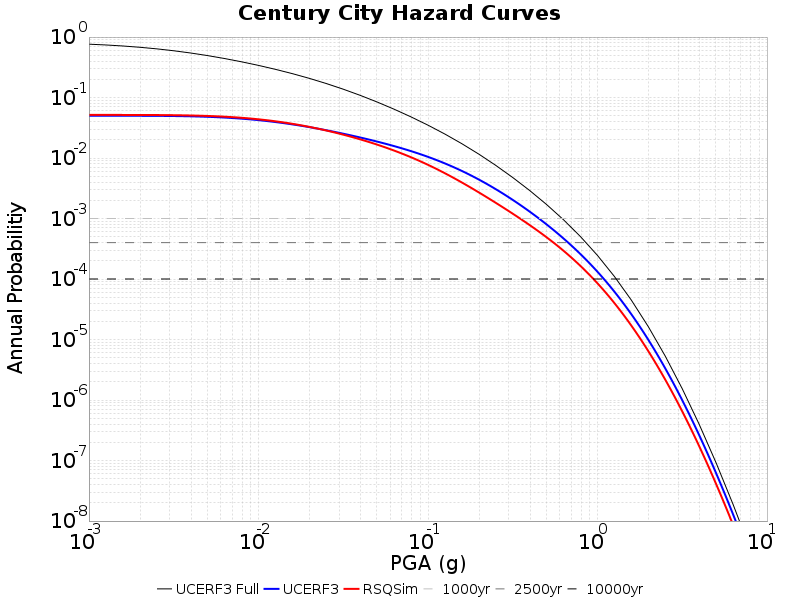 Century City Hazard Curves
Annual Probabilitiy
10^0
10^-1
10^-2
10^-3
10^-4
10^-5
10^-6
10^-7
10^-8
10^-3 10^-2 10^-1 10^0 10^1
PGA (g)
UCERF3 Full UCERF3 RSQSim 1000yr 2500yr 10000yr